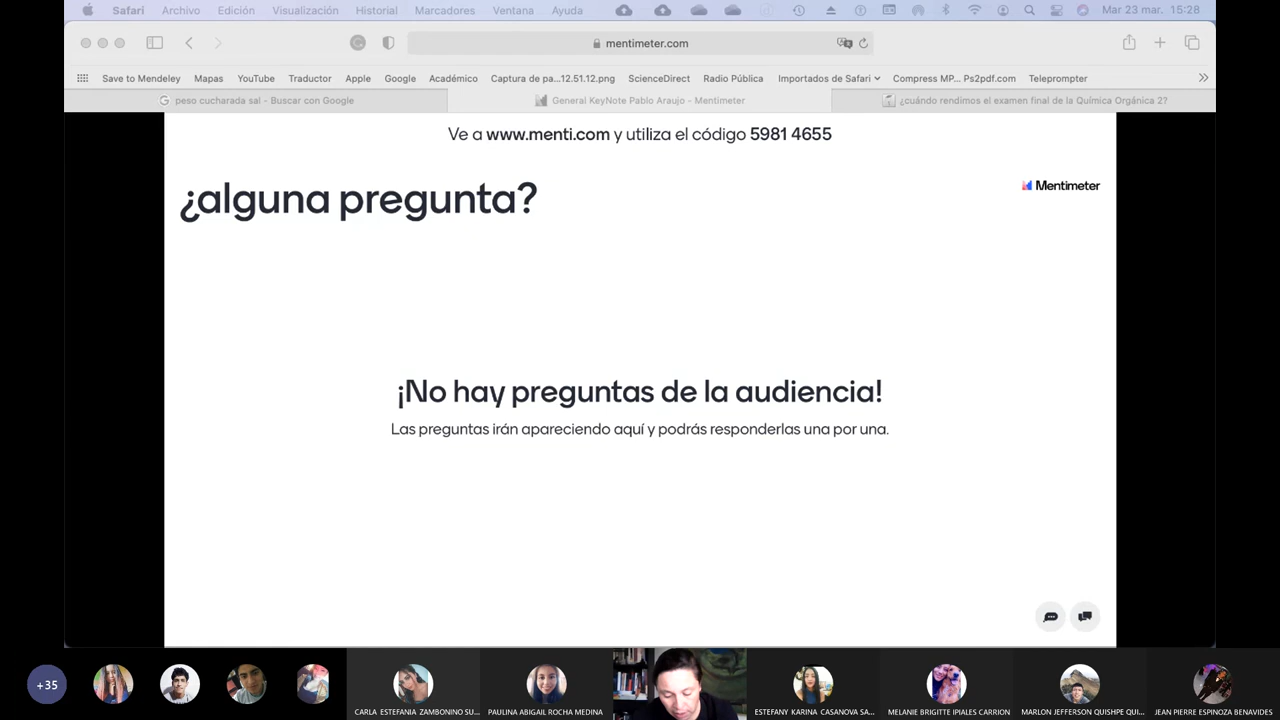 Safari Archivo Edición Visualización Historial Marcadores Ventana Ayuda Mar 23 mar. 15:28
mentimeter.com
Save to Mendeley Mapas YouTube Traductor Apple Google Académico Captura de pa...12.51.12.png ScienceDirect Radio Pública Importados de Safari Compress MP... Ps2pdf.com Teleprompter
peso cucharada sal - Buscar con Google General KeyNote Pablo Araujo - Mentimeter ¿cuándo rendimos el examen final de la Química Orgánica 2?
Ve a www.menti.com y utiliza el código 5981 4655
¿alguna pregunta?
Mentimeter
¡No hay preguntas de la audiencia!
Las preguntas irán apareciendo aquí y podrás responderlas una por una.
+35
CARLA ESTEFANIA ZAMBONINO SU... PAULINA ABIGAIL ROCHA MEDINA ESTEFANY KARINA CASANOVA SA... MELANIE BRIGITTE IPIALES CARRION MARLON JEFFERSON QUISHPE QUI... JEAN PIERRE ESPINOZA BENAVIDES